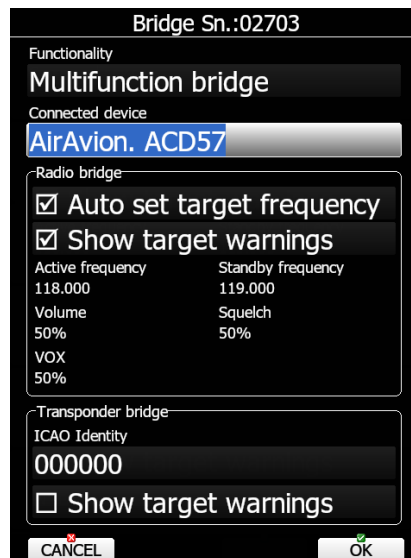 Bridge Sn.:02703
Functionality
Multifunction bridge
Connected device
AirAvion. ACD57
Radio bridge
Auto set target frequency
Show target warnings
Active frequency Standby frequency
118.000 119.000
Volume Squelch
50% 50%
VOX
50%
Transponder bridge
ICAO Identity
000000
Show target warnings
CANCEL OK